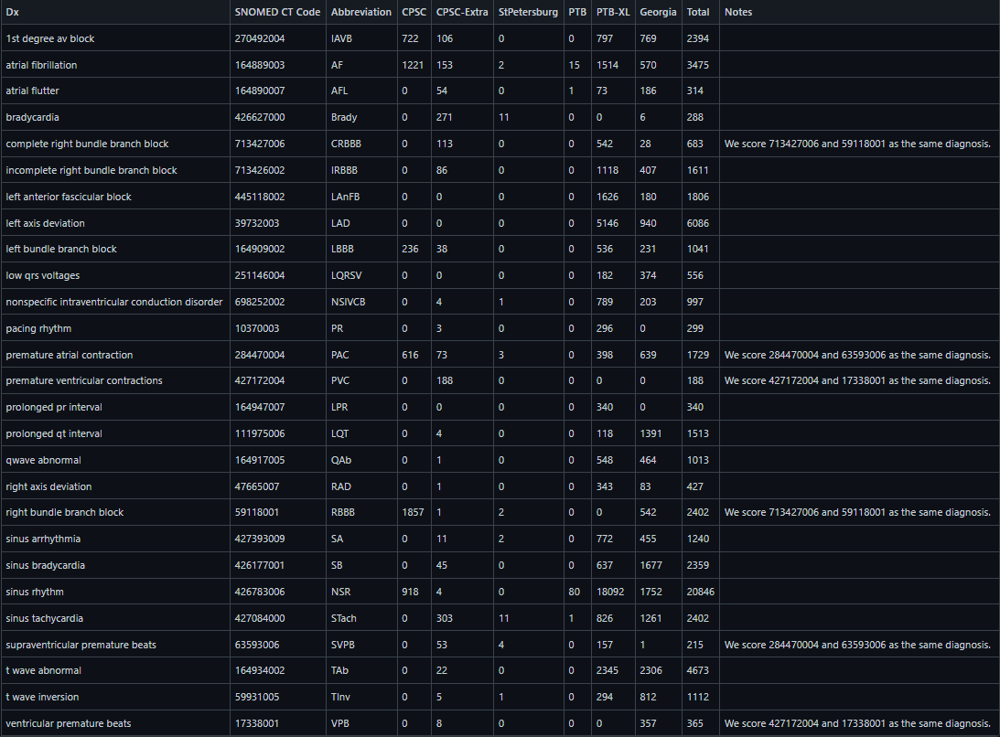 Dx SNOMED CT Code Abbreviation CPSC CPSC-Extra StPetersburg PTB PTB-XL Georgia Total Notes
1st degree av block 270492004 IAVB 722 106 0 0 797 769 2394
atrial fibrillation 164889003 AF 1221 153 2 15 1514 570 3475
atrial flutter 164890007 AFL 0 54 0 1 73 186 314
bradycardia 426627000 Brady 0 271 11 0 0 6 288
complete right bundle branch block 713427006 CRBBB 0 113 0 0 542 28 683 We score 713427006 and 59118001 as the same diagnosis.
incomplete right bundle branch block 713426002 IRBBB 0 86 0 0 1118 407 1611
left anterior fascicular block 445118002 LAnFB 0 0 0 0 1626 180 1806
left axis deviation 39732003 LAD 0 0 0 0 5146 940 6086
left bundle branch block 164909002 LBBB 236 38 0 0 536 231 1041
low qrs voltages 251146004 LQRSV 0 0 0 0 182 374 556
nonspecific intraventricular conduction disorder 698252002 NSIVCB 0 4 1 0 789 203 997
pacing rhythm 10370003 PR 0 3 0 0 296 0 299
premature atrial contraction 284470004 PAC 616 73 3 0 398 639 1729 We score 284470004 and 63593006 as the same diagnosis.
premature ventricular contractions 427172004 PVC 0 188 0 0 0 0 188 We score 427172004 and 17338001 as the same diagnosis.
prolonged pr interval 164947007 LPR 0 0 0 0 340 0 340
prolonged qt interval 111975006 LQT 0 4 0 0 118 1391 1513
qwave abnormal 164917005 QAb 0 1 0 0 548 464 1013
right axis deviation 47665007 RAD 0 1 0 0 343 83 427
right bundle branch block 59118001 RBBB 1857 1 2 0 0 542 2402 We score 713427006 and 59118001 as the same diagnosis.
sinus arrhythmia 427393009 SA 0 11 2 0 772 455 1240
sinus bradycardia 426177001 SB 0 45 0 0 637 1677 2359
sinus rhythm 426783006 NSR 918 4 0 80 18092 1752 20846
sinus tachycardia 427084000 STach 0 303 11 1 826 1261 2402
supraventricular premature beats 63593006 SVPB 0 53 4 0 157 1 215 We score 284470004 and 63593006 as the same diagnosis.
t wave abnormal 164934002 TAb 0 22 0 0 2345 2306 4673
t wave inversion 59931005 TInv 0 5 1 0 294 812 1112
ventricular premature beats 17338001 VPB 0 8 0 0 0 357 365 We score 427172004 and 17338001 as the same diagnosis.